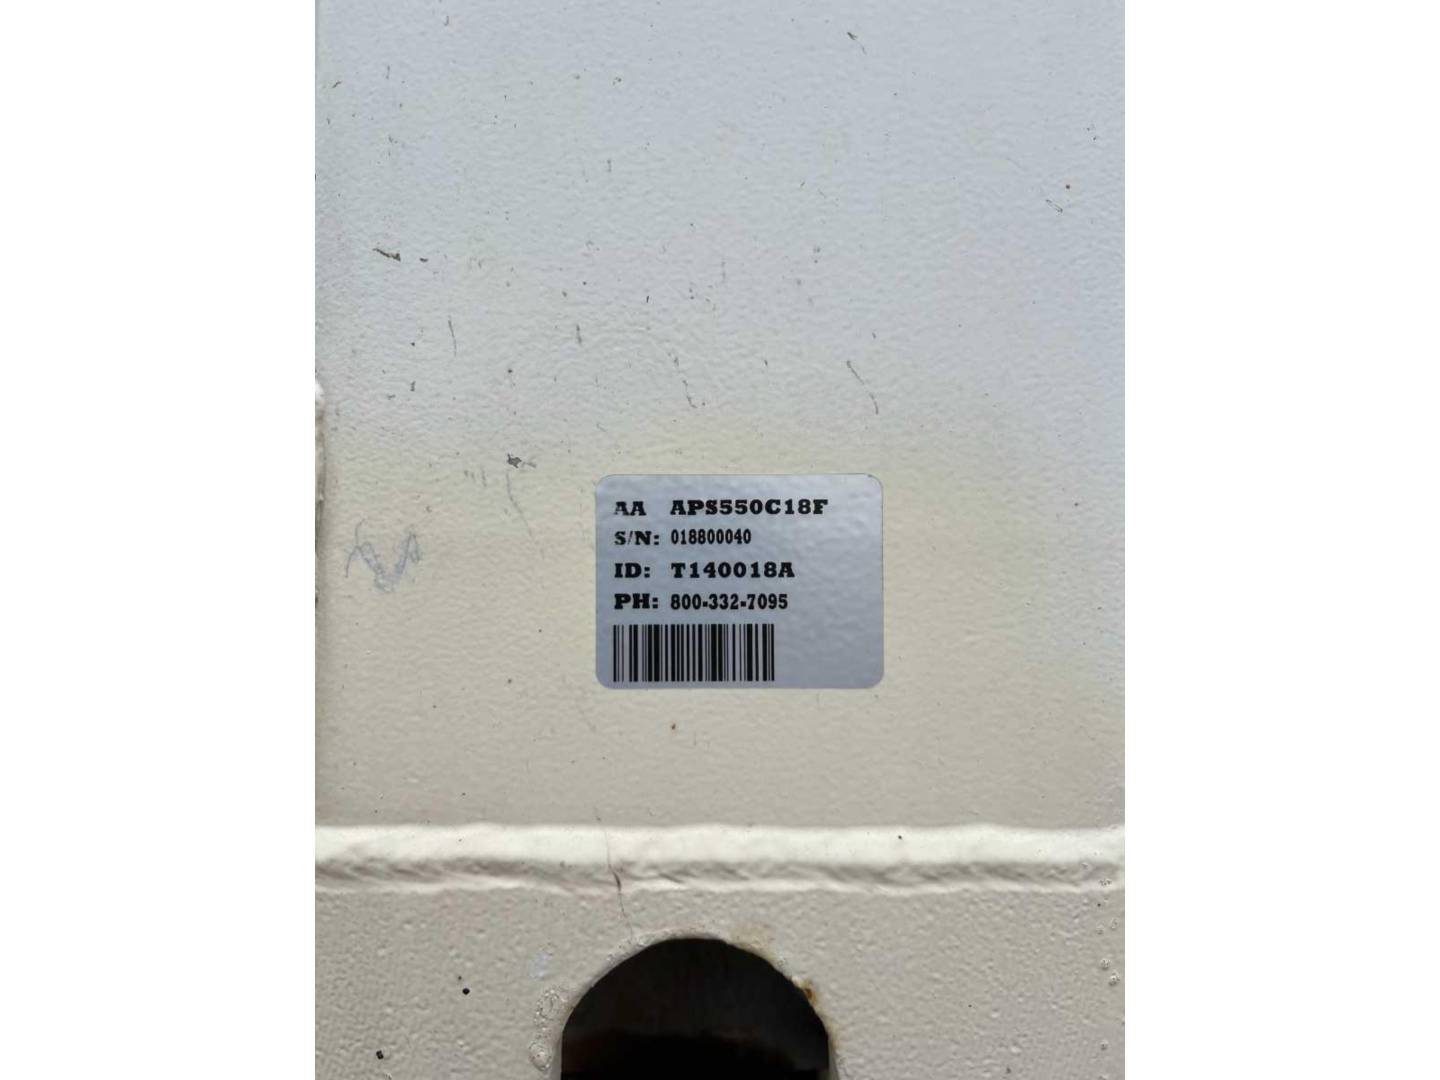 AA APS550C18F
S/N: 018800040
ID: T140018A
PH: 800-332-7095